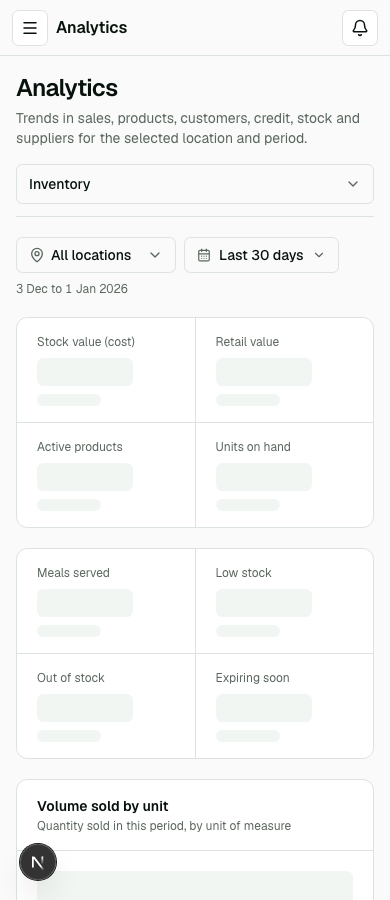 Analytics
Analytics
Trends in sales, products, customers, credit, stock and
suppliers for the selected location and period.
Inventory
All locations
Last 30 days
3 Dec to 1 Jan 2026
Stock value (cost)
Retail value
Active products
Units on hand
Meals served
Low stock
Out of stock
Expiring soon
Volume sold by unit
Quantity sold in this period, by unit of measure
N